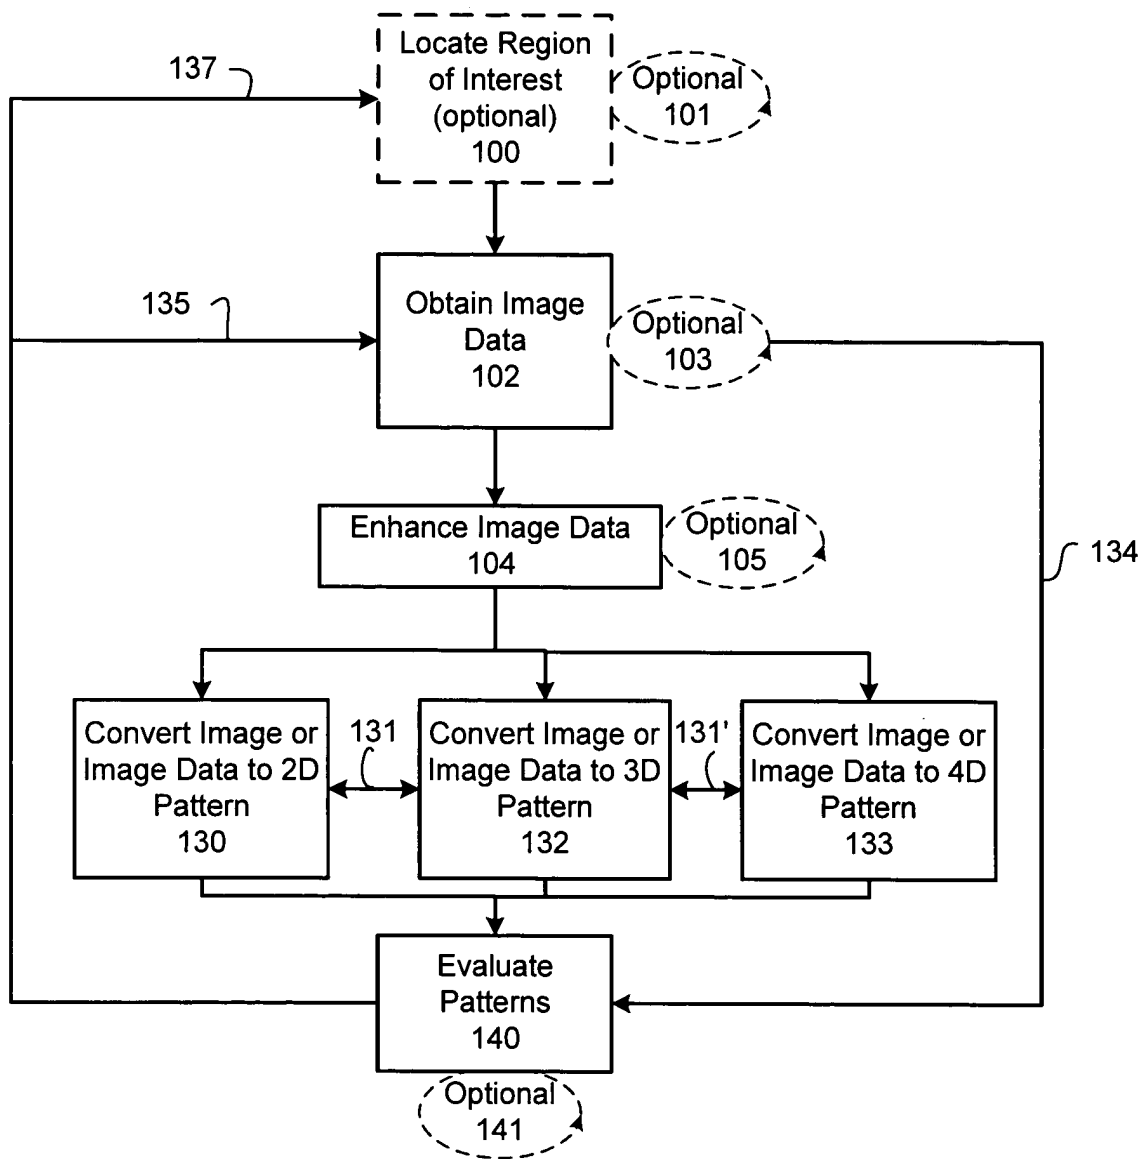 Locate Region
of Interest
(optional)
100
Optional
101
137
Obtain Image
Data
102
Optional
103
135
Enhance Image Data
104
Optional
105
134
Convert Image or
Image Data to 2D
Pattern
130
131
Convert Image or
Image Data to 3D
Pattern
132
131'
Convert Image or
Image Data to 4D
Pattern
133
Evaluate
Patterns
140
Optional
141